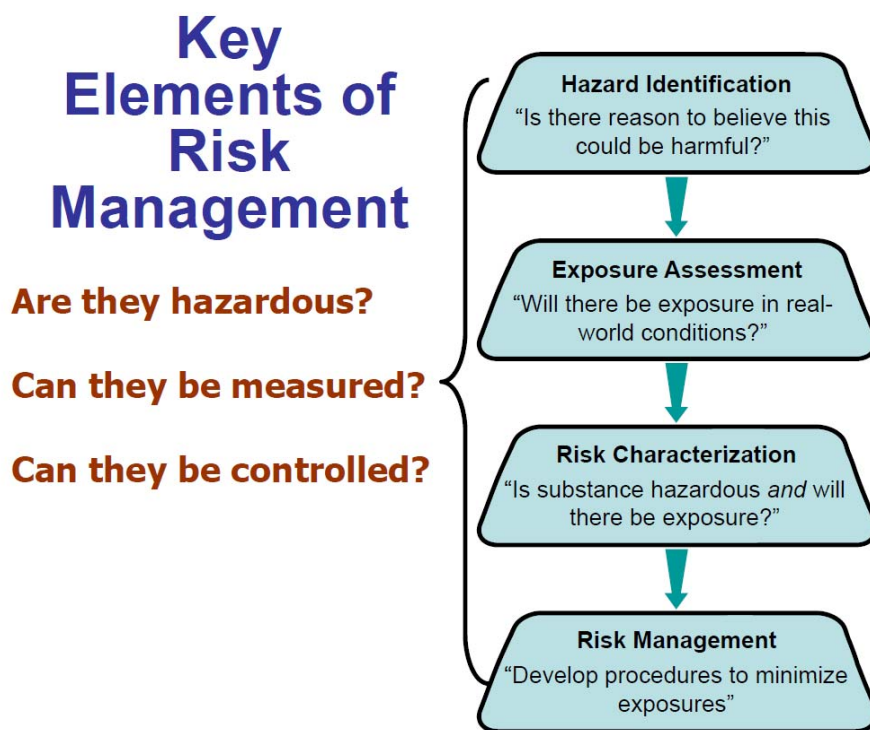 Key
Elements of
Risk
Management
Are they hazardous?
Can they be measured?
Can they be controlled?
Hazard Identification
“Is there reason to believe this
could be harmful?”
Exposure Assessment
“Will there be exposure in real-
world conditions?”
Risk Characterization
“Is substance hazardous and will
there be exposure?”
Risk Management
“Develop procedures to minimize
exposures”